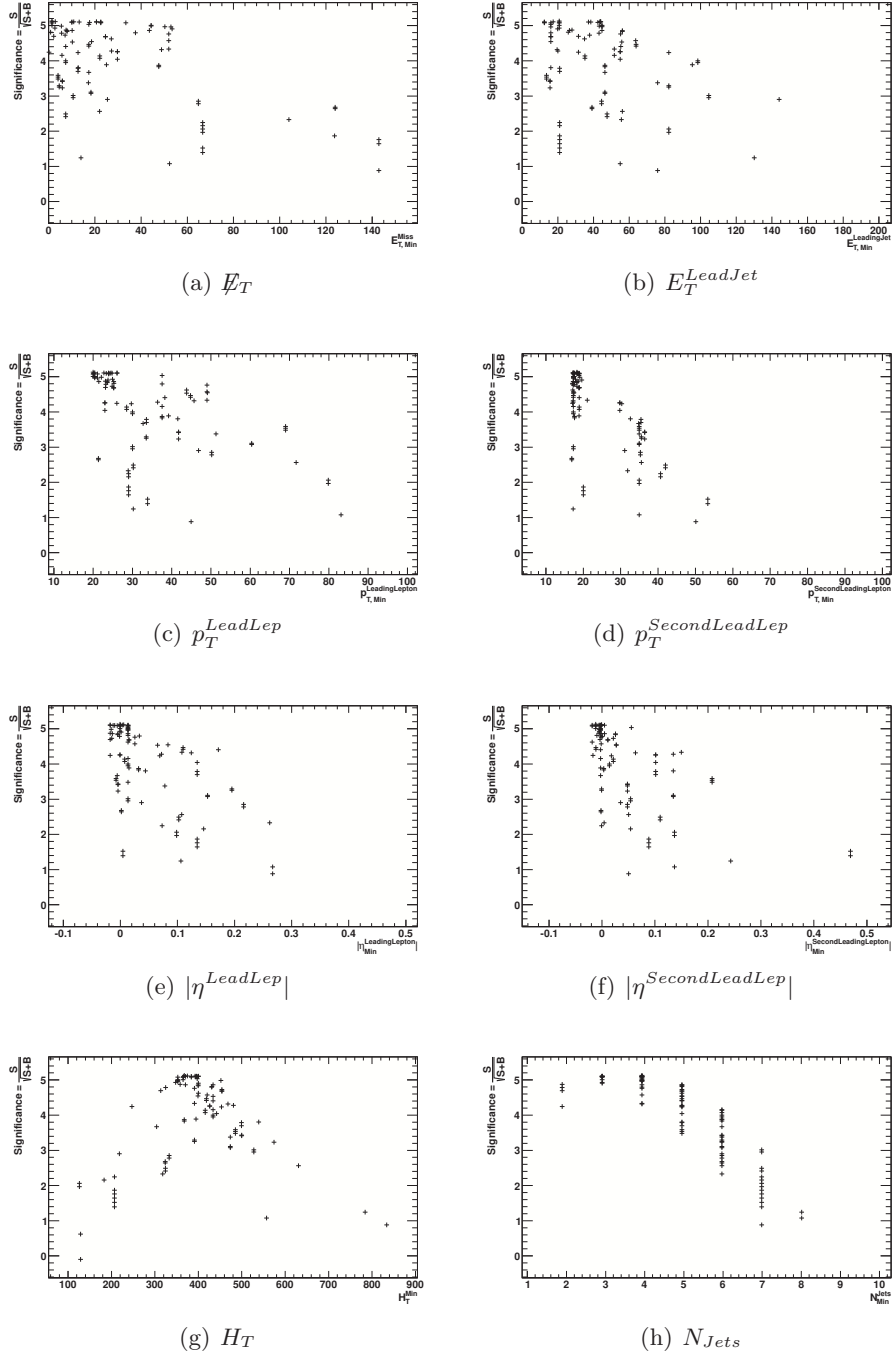 Significance = S/√S+B
5
4
3
2
1
0
0 20 40 60 80 100 120 140
E_{T, Min}^{Miss}
(a) E̸_T
Significance = S/√S+B
5
4
3
2
1
0
0 20 40 60 80 100 120 140 160 180 200
E_{T, Min}^{LeadingJet}
(b) E_T^{LeadJet}
Significance = S/√S+B
5
4
3
2
1
0
10 20 30 40 50 60 70 80 90 100
p_{T, Min}^{LeadingLepton}
(c) p_T^{LeadLep}
Significance = S/√S+B
5
4
3
2
1
0
10 20 30 40 50 60 70 80 90 100
p_{T, Min}^{SecondLeadingLepton}
(d) p_T^{SecondLeadLep}
Significance = S/√S+B
5
4
3
2
1
0
-0.1 0 0.1 0.2 0.3 0.4 0.5
|η_{Min}^{LeadingLepton}|
(e) |η^{LeadLep}|
Significance = S/√S+B
5
4
3
2
1
0
-0.1 0 0.1 0.2 0.3 0.4 0.5
|η_{Min}^{SecondLeadingLepton}|
(f) |η^{SecondLeadLep}|
Significance = S/√S+B
5
4
3
2
1
0
100 200 300 400 500 600 700 800 900
H_T^{Min}
(g) H_T
Significance = S/√S+B
5
4
3
2
1
0
1 2 3 4 5 6 7 8 9 10
N_{Min}^{Jets}
(h) N_{Jets}